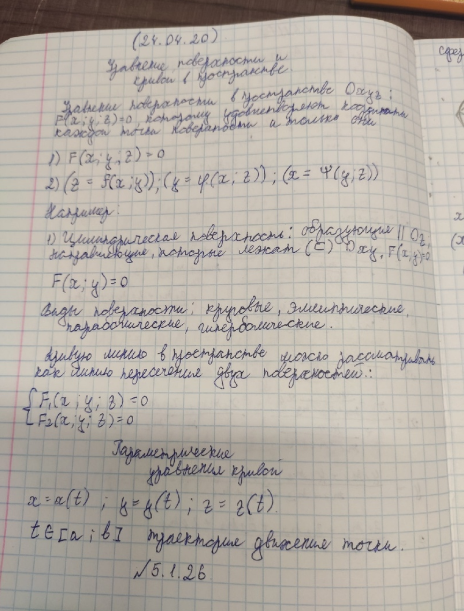 (24.04.20)
Уравнение поверхности и
кривой в пространстве.
Уравнение поверхности в пространстве Oxyz:
F(x;y;z)=0, которому удовлетворяют координаты
каждой точки поверхности и только они
1) F(x;y;z)=0
2) (z = f(x;y)); (y = φ(x;z)); (x = Ψ(y;z))
Например:
1) Цилиндрическая поверхность: образующие || Oz,
направляющие, которые лежат (⊆) Oxy, F(x;y)=0
F(x;y)=0
Виды поверхности: круговые, эллиптические,
параболические, гиперболические.
Кривую линию в пространстве можно рассматривать
как линию пересечения двух поверхностей:
{F₁(x;y;z)=0
{F₂(x;y;z)=0
Параметрические
уравнения кривой
x=x(t); y=y(t); z=z(t).
t∈[a;b] траектория движения точки.
№5.1.26